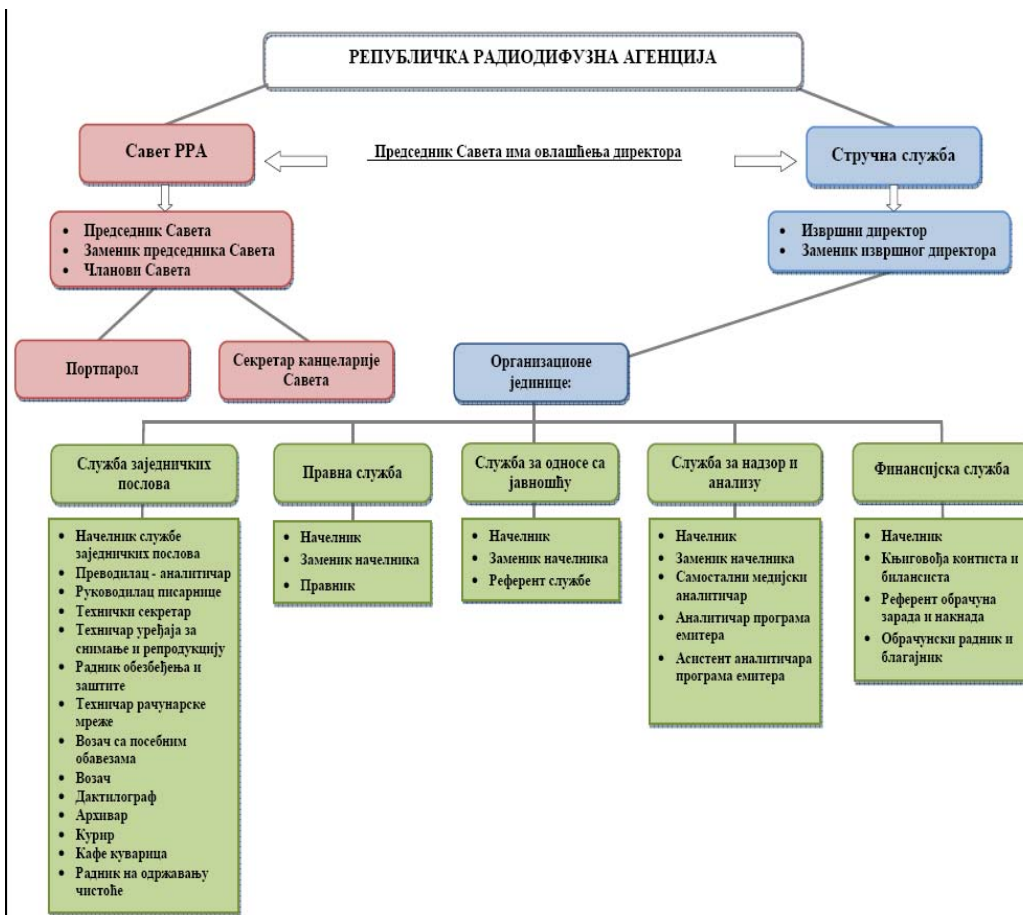 РЕПУБЛИЧКА РАДИОДИФУЗНА АГЕНЦИЈА
Савет РРА
Председник Савета има овлашћења директора
Стручна служба
• Председник Савета
• Заменик председника Савета
• Чланови Савета
• Извршни директор
• Заменик извршног директора
Портпарол
Секретар канцеларије
Савета
Организационе
јединице:
Служба заједничких
послова
Правна служба
Служба за односе са
јавношћу
Служба за надзор и
анализу
Финансијска служба
• Начелник службе
заједничких послова
• Преводилац - аналитичар
• Руководилац писарнице
• Технички секретар
• Техничар уређаја за
снимање и репродукцију
• Радник обезбеђења и
заштите
• Техничар рачунарске
мреже
• Возач са посебним
обавезама
• Возач
• Дактилограф
• Архивар
• Курир
• Кафе куварица
• Радник на одржавању
чистоће
• Начелник
• Заменик начелника
• Правник
• Начелник
• Заменик начелника
• Референт службе
• Начелник
• Заменик начелника
• Самостални медијски
аналитичар
• Аналитичар програма
емитера
• Асистент аналитичара
програма емитера
• Начелник
• Књиговођа контиста и
билансиста
• Референт обрачуна
зарада и накнада
• Обрачунски радник и
благајник